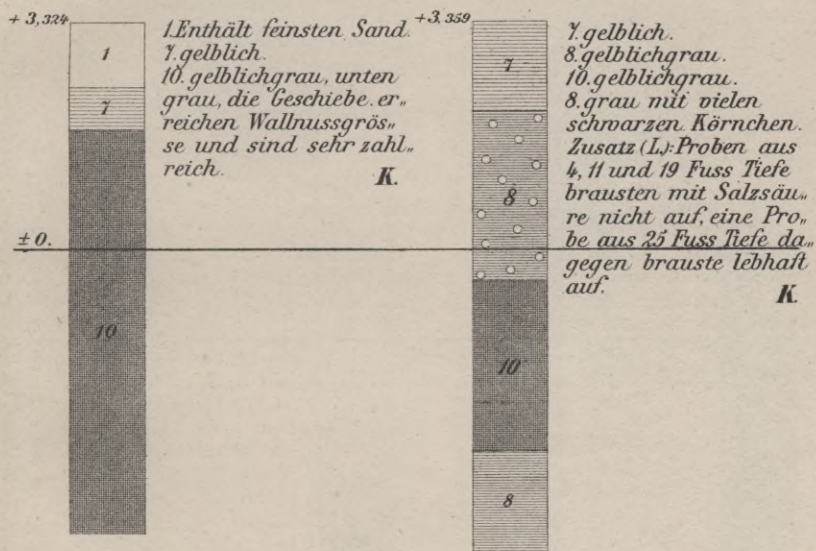 + 3,324
1
7
10
1. Enthält feinsten Sand.
7. gelblich.
10. gelblichgrau, unten
grau, die Geschiebe er„
reichen Wallnussgrös„
se und sind sehr zahl„
reich.
K.
± 0.
+ 3,359
7
8
10
8
7. gelblich.
8. gelblichgrau.
10. gelblichgrau.
8. grau mit vielen
schwarzen Körnchen.
Zusatz (L.): Proben aus
4, 11 und 19 Fuss Tiefe
brausten mit Salzsäu„
re nicht auf, eine Pro„
be aus 25 Fuss Tiefe da„
gegen brauste lebhaft
auf.
K.